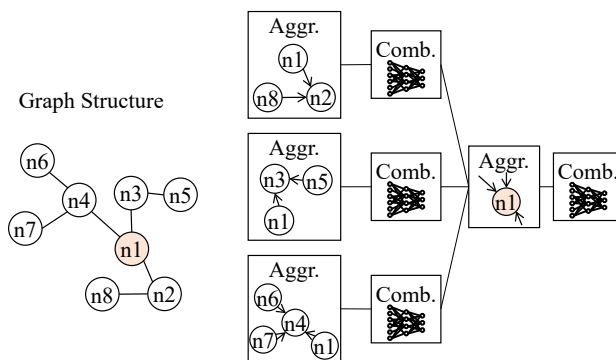 Graph Structure
n6
n4
n7
n3
n5
n1
n8
n2
Aggr.
n1
n8
n2
Comb.
Aggr.
n3
n5
n1
Comb.
Aggr.
n6
n4
n7
n1
Comb.
Aggr.
n1
Comb.